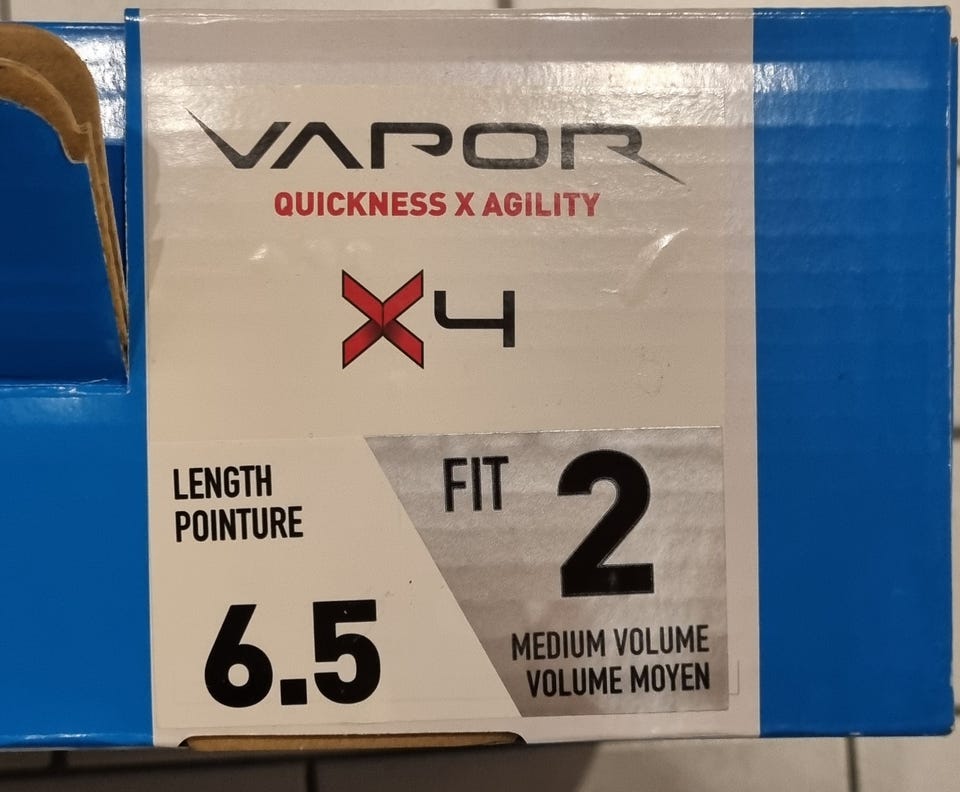 VAPOR
QUICKNESS X AGILITY
X4
LENGTH
POINTURE
6.5
FIT 2
MEDIUM VOLUME
VOLUME MOYEN